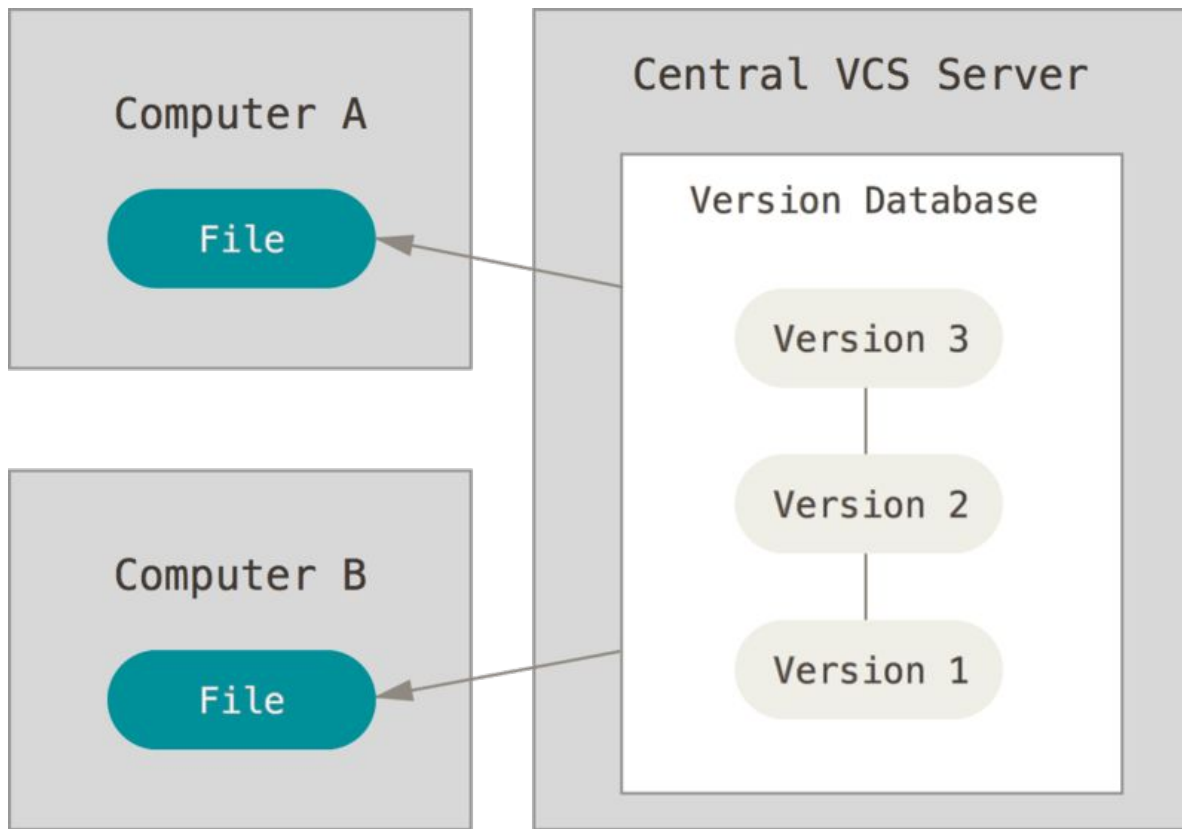 Computer A
File
Computer B
File
Central VCS Server
Version Database
Version 3
Version 2
Version 1